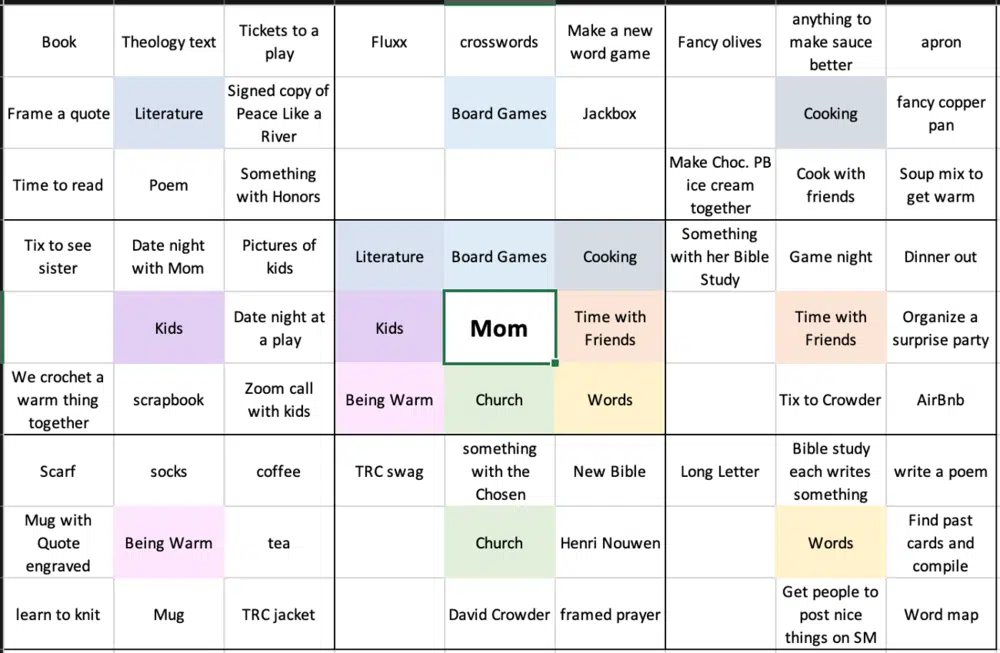 Book
Theology text
Tickets to a
play
Fluxx
crosswords
Make a new
word game
Fancy olives
anything to
make sauce
better
apron
Frame a quote
Literature
Signed copy of
Peace Like a
River
Board Games
Jackbox
Cooking
fancy copper
pan
Time to read
Poem
Something
with Honors
Make Choc. PB
ice cream
together
Cook with
friends
Soup mix to
get warm
Tix to see
sister
Date night
with Mom
Pictures of
kids
Literature
Board Games
Cooking
Something
with her Bible
Study
Game night
Dinner out
Kids
Date night at
a play
Kids
Mom
Time with
Friends
Time with
Friends
Organize a
surprise party
We crochet a
warm thing
together
scrapbook
Zoom call
with kids
Being Warm
Church
Words
Tix to Crowder
AirBnb
Scarf
socks
coffee
TRC swag
something
with the
Chosen
New Bible
Long Letter
Bible study
each writes
something
write a poem
Mug with
Quote
engraved
Being Warm
tea
Church
Henri Nouwen
Words
Find past
cards and
compile
learn to knit
Mug
TRC jacket
David Crowder
framed prayer
Get people to
post nice
things on SM
Word map